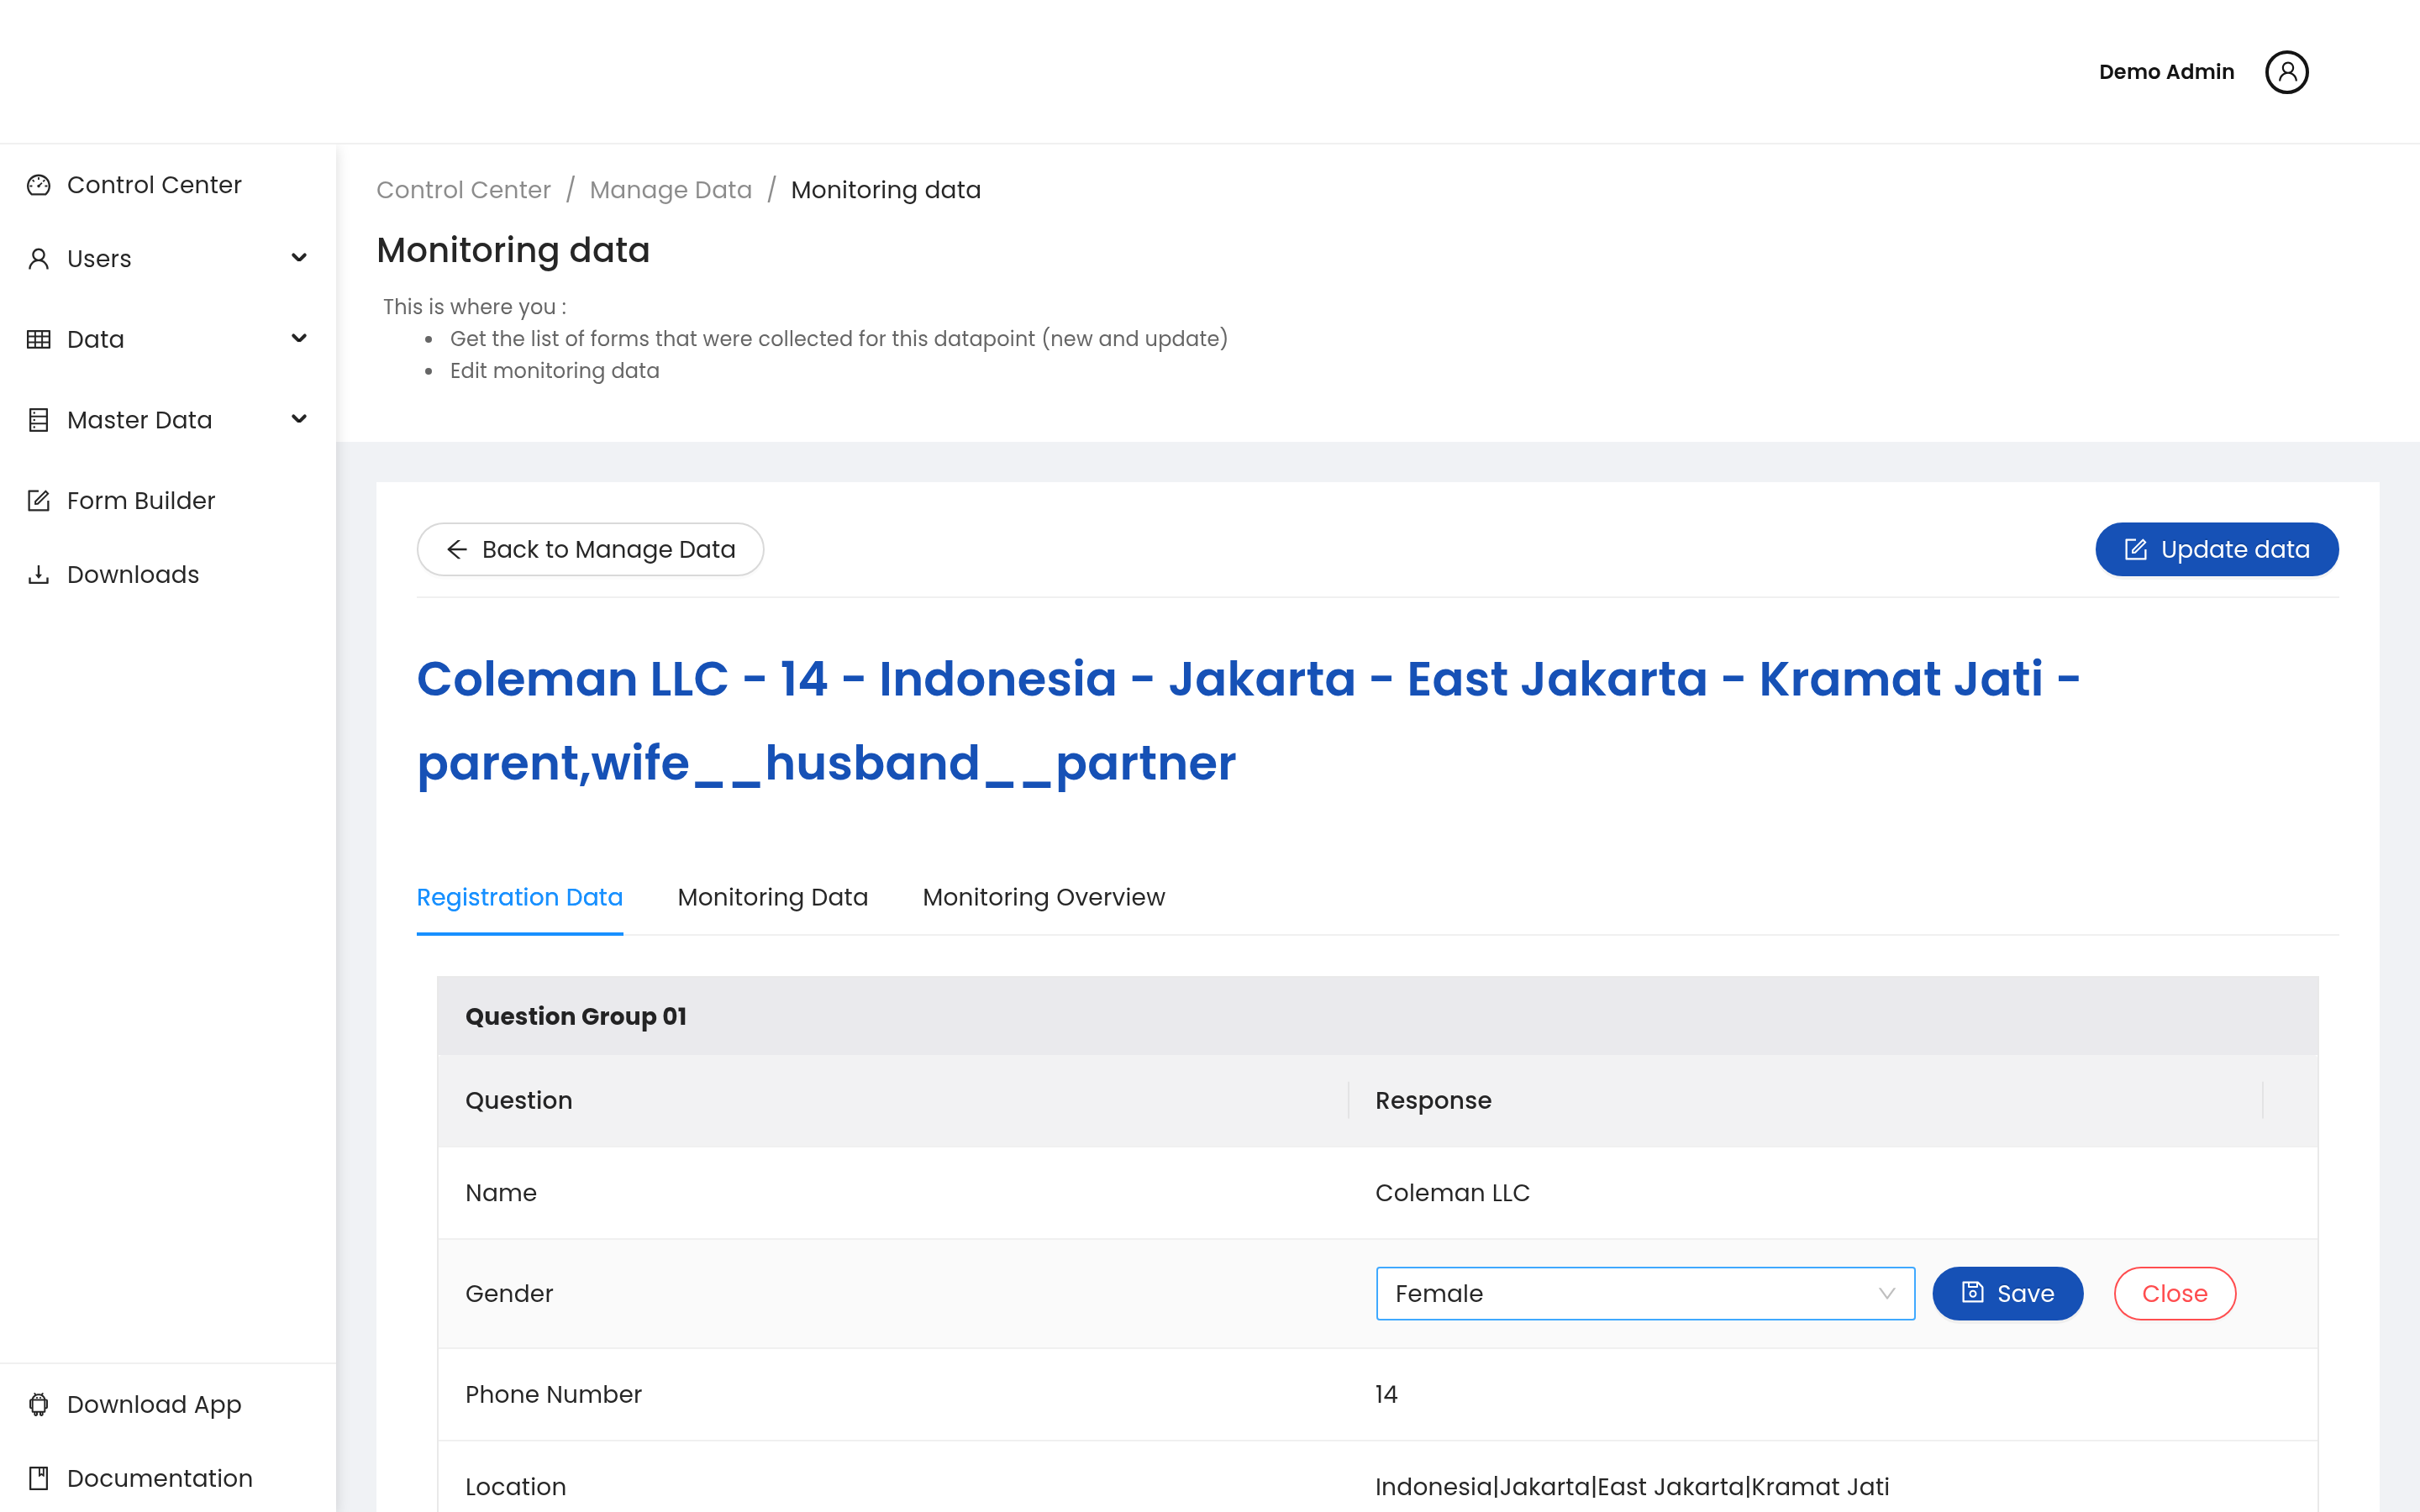 Demo Admin
Control Center
Users
Data
Master Data
Form Builder
Downloads
Download App
Documentation
Control Center / Manage Data / Monitoring data
Monitoring data
This is where you :
• Get the list of forms that were collected for this datapoint (new and update)
• Edit monitoring data
Back to Manage Data
Update data
Coleman LLC - 14 - Indonesia - Jakarta - East Jakarta - Kramat Jati -
parent,wife__husband__partner
Registration Data Monitoring Data Monitoring Overview
Question Group 01
Question Response
Name Coleman LLC
Gender Female Save Close
Phone Number 14
Location Indonesia|Jakarta|East Jakarta|Kramat Jati